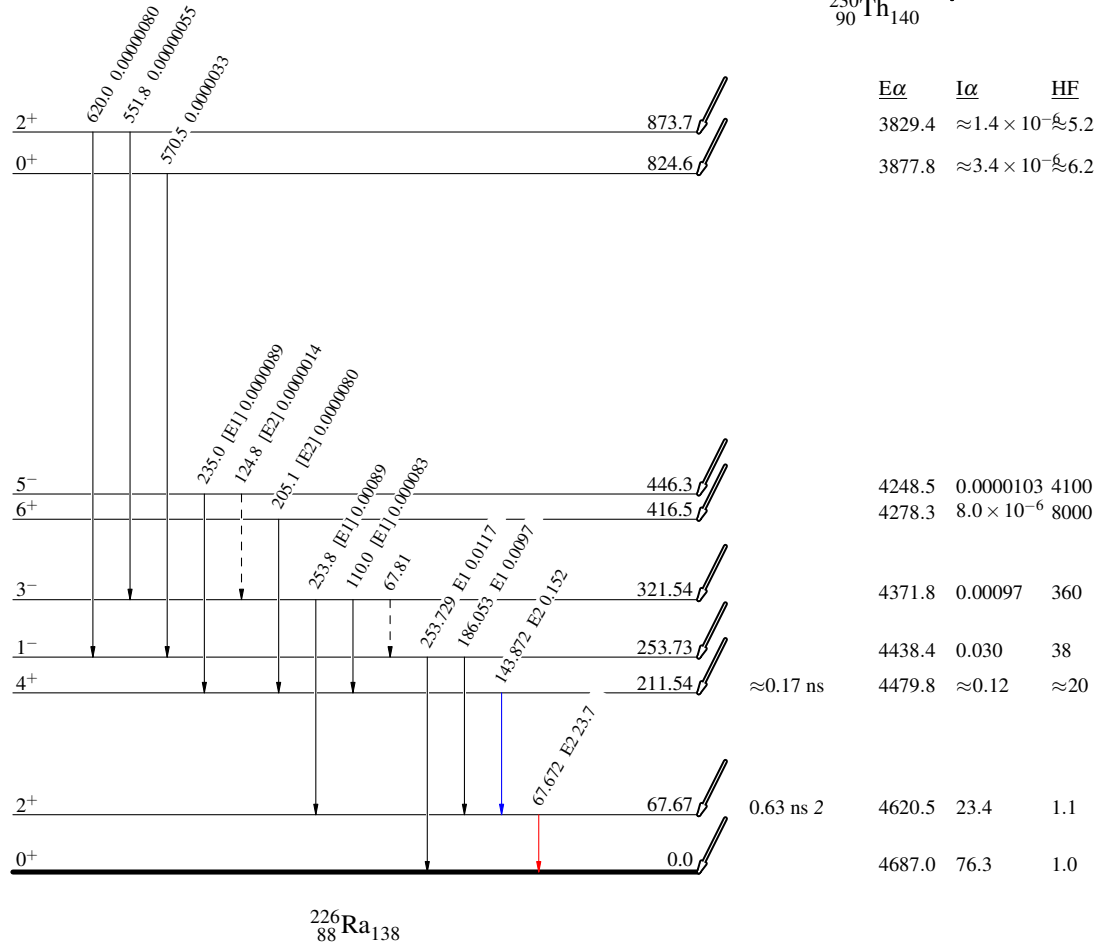 230
90Th140
Eα Iα HF
620.0 0.00000080
551.8 0.00000055
570.5 0.0000033
2+ 873.7 3829.4 ≈1.4 × 10−6 ≈5.2
0+ 824.6 3877.8 ≈3.4 × 10−6 ≈6.2
235.0 [E1] 0.0000089
124.8 [E2] 0.0000014
205.1 [E2] 0.0000080
5− 446.3 4248.5 0.0000103 4100
6+ 416.5 4278.3 8.0 × 10−6 8000
253.8 [E1] 0.00089
110.0 [E1] 0.000083
67.81
3− 321.54 4371.8 0.00097 360
253.729 E1 0.0117
186.053 E1 0.0097
143.872 E2 0.152
1− 253.73 4438.4 0.030 38
4+ 211.54 ≈0.17 ns 4479.8 ≈0.12 ≈20
67.672 E2 23.7
2+ 67.67 0.63 ns 2 4620.5 23.4 1.1
0+ 0.0 4687.0 76.3 1.0
226
88Ra138